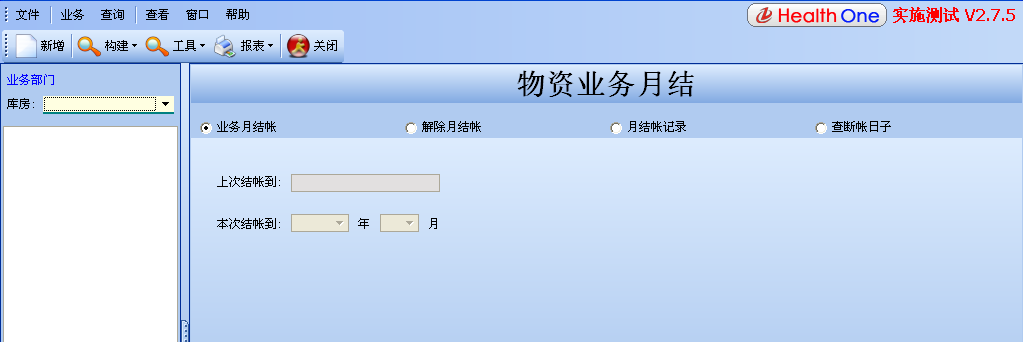 文件 业务 查询 查看 窗口 帮助
Health One 实施测试 V2.7.5
新增 构建 工具 报表 关闭
业务部门
库房:
物资业务月结
业务月结帐 解除月结帐 月结帐记录 查断帐日子
上次结帐到:
本次结帐到: 年 月